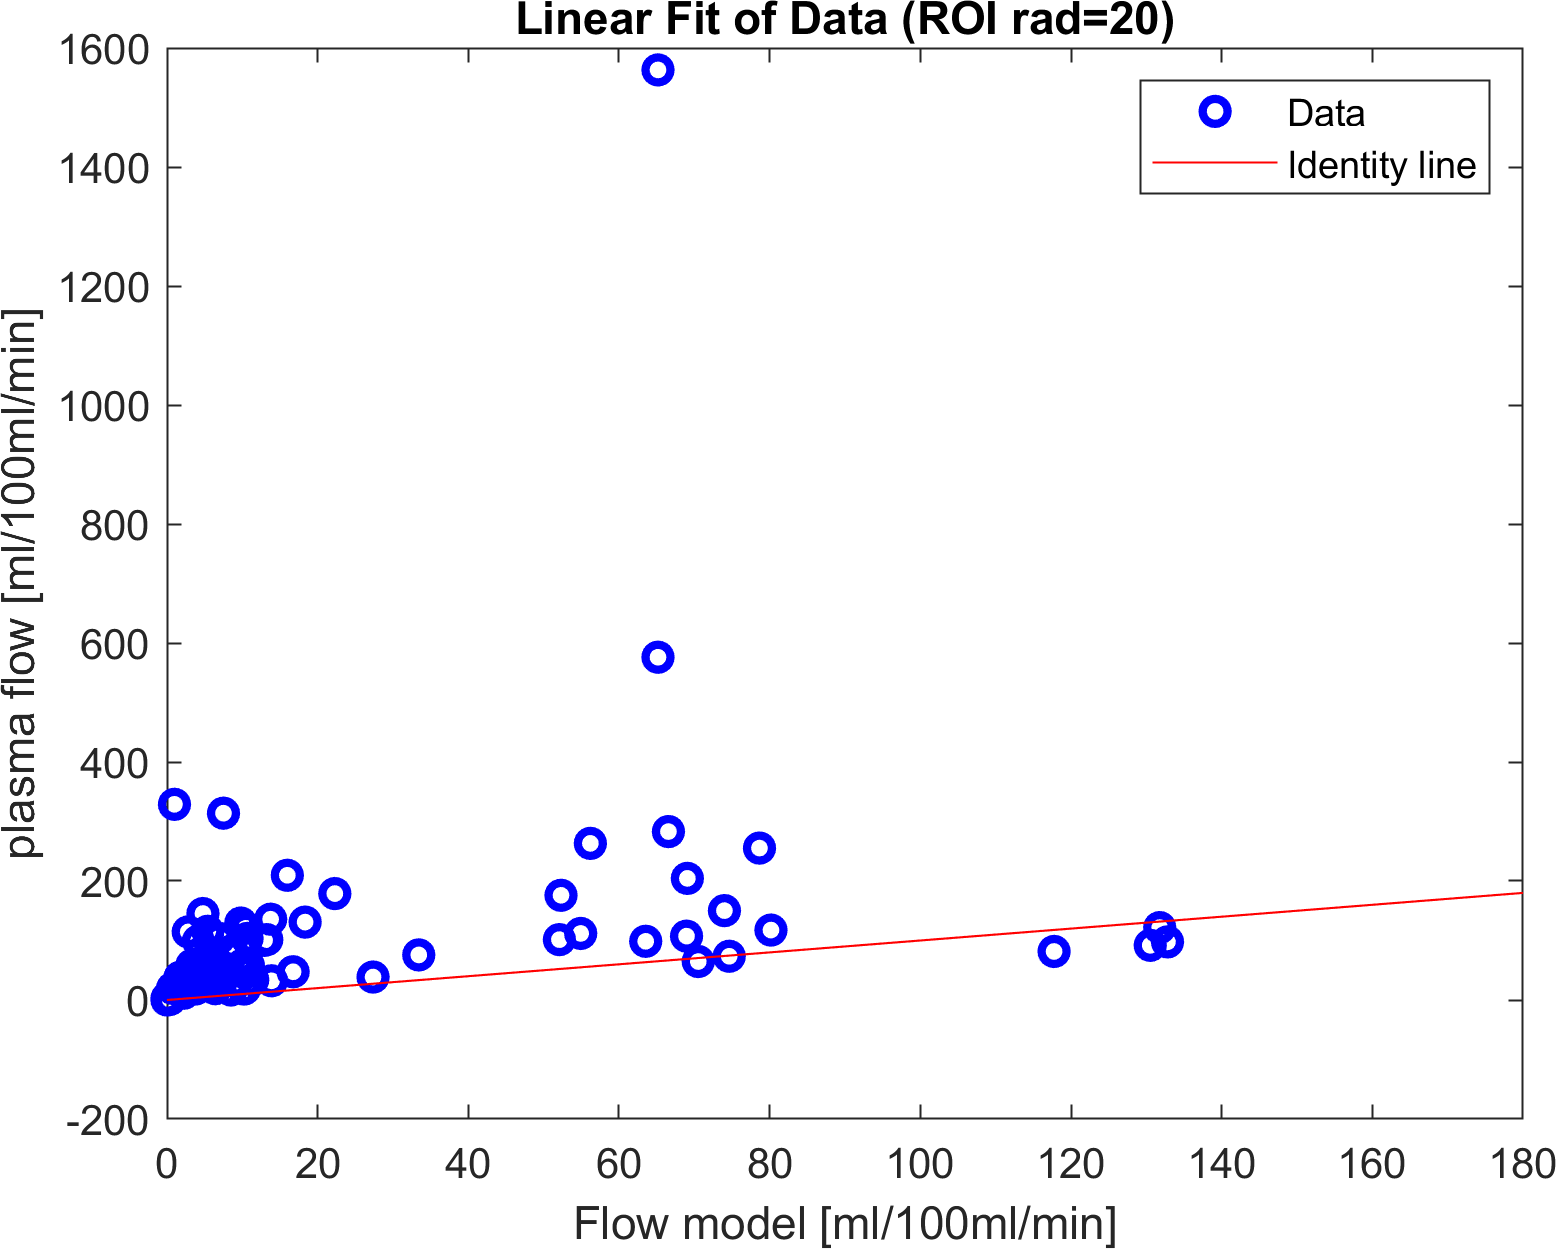 Linear Fit of Data (ROI rad=20)
1600
1400
1200
1000
800
600
400
200
0
-200
plasma flow [ml/100ml/min]
Data
Identity line
0 20 40 60 80 100 120 140 160 180
Flow model [ml/100ml/min]